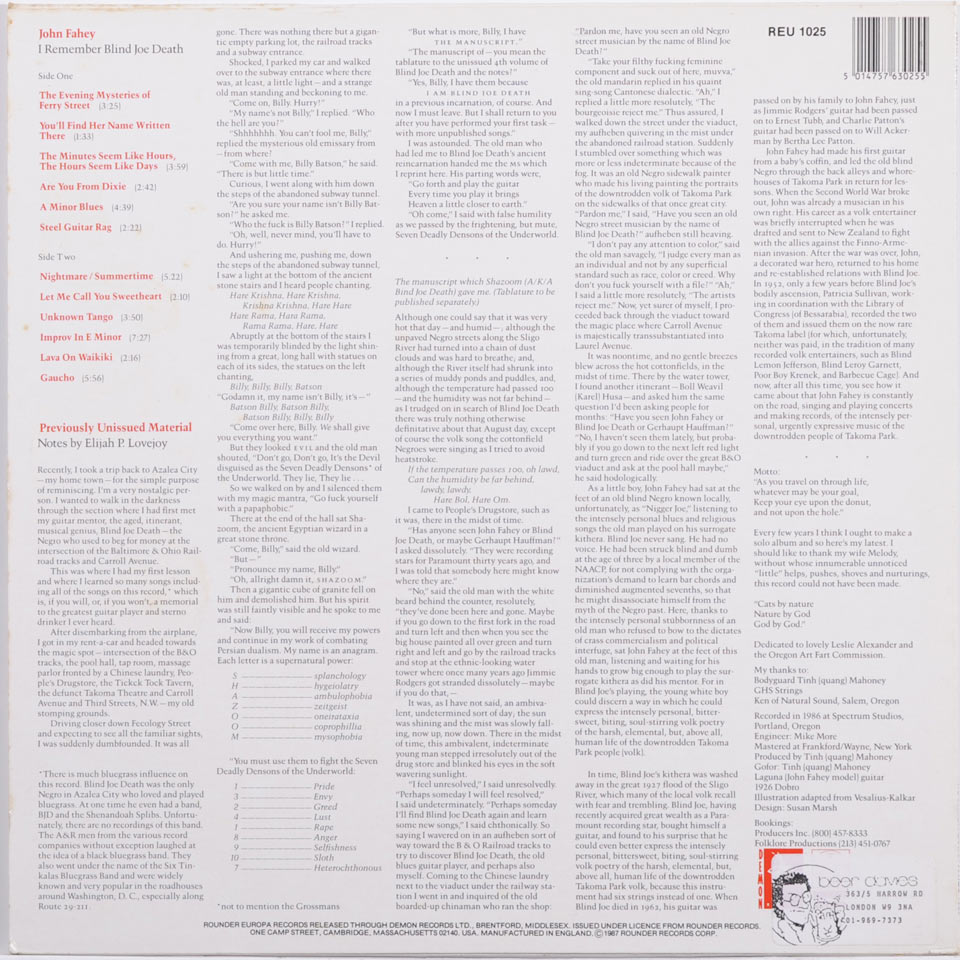 John Fahey
I Remember Blind Joe Death
Side One
The Evening Mysteries of
Ferry Street (3:25)
You'll Find Her Name Written
There (1:33)
The Minutes Seem Like Hours,
The Hours Seem Like Days (3:59)
Are You From Dixie (2:42)
A Minor Blues (4:39)
Steel Guitar Rag (2:22)
Side Two
Nightmare/Summertime (5:22)
Let Me Call You Sweetheart (2:10)
Unknown Tango (3:50)
Improv In E Minor (7:27)
Lava On Waikiki (2:16)
Gaucho (5:56)
Previously Unissued Material
Notes by Elijah P. Lovejoy
Recently, I took a trip back to Azalea City
—my home town—for the simple purpose
of reminiscing. I'm a very nostalgic per-
son. I wanted to walk in the darkness
through the section where I had first met
my guitar mentor, the aged, itinerant,
musical genius, Blind Joe Death—the
Negro who used to beg for money at the
intersection of the Baltimore & Ohio Rail-
road tracks and Carroll Avenue.
This was where I had my first lesson
and where I learned so many songs includ-
ing all of the songs on this record,* which
is, if you will, or, if you won't, a memorial
to the greatest guitar player and sterno
drinker I ever heard.
After disembarking from the airplane,
I got in my rent-a-car and headed towards
the magic spot—intersection of the B&O
tracks, the pool hall, tap room, massage
parlor fronted by a Chinese laundry, Peo-
ple's Drugstore, the Tickck Tock Tavern,
the defunct Takoma Theatre and Carroll
Avenue and Third Streets, N.W.—my old
stomping grounds.
Driving closer down Fecology Street
and expecting to see all the familiar sights,
I was suddenly dumbfounded. It was all
*There is much bluegrass influence on
this record. Blind Joe Death was the only
Negro in Azalea City who loved and played
bluegrass. At one time he even had a band,
BJD and the Shenandoah Splibs. Unfortu-
nately, there are no recordings of this band.
The A&R men from the various record
companies without exception laughed at
the idea of a black bluegrass band. They
also went under the name of the Six Tin-
kalas Bluegrass Band and were widely
known and very popular in the roadhouses
around Washington, D.C., especially along
Route 29-211.
gone. There was nothing there but a gigan-
tic empty parking lot, the railroad tracks
and a subway entrance.
Shocked, I parked my car and walked
over to the subway entrance where there
was, at least, a little light—and a strange
old man standing and beckoning to me.
"Come on, Billy. Hurry!"
"My name's not Billy," I replied. "Who
the hell are you?"
"Shhhhhhh. You can't fool me, Billy,"
replied the mysterious old emissary from
—from where?
"Come with me, Billy Batson," he said.
"There is but little time."
Curious, I went along with him down
the steps of the abandoned subway tunnel.
"Are you sure your name isn't Billy Bat-
son?" he asked me.
"Who the fuck is Billy Batson?" I replied.
"Oh, well, never mind, you'll have to
do. Hurry!"
And ushering me, pushing me, down
the steps of the abandoned subway tunnel,
I saw a light at the bottom of the ancient
stone stairs and I heard people chanting.
Hare Krishna, Hare Krishna.
Krishna Krishna, Hare Hare
Hare Rama, Hara Rama,
Rama Rama, Hare, Hare
Abruptly at the bottom of the stairs I
was temporarily blinded by the light shin-
ing from a great, long hall with statues on
each of its sides, the statues on the left
chanting,
Billy, Billy, Billy, Batson
"Godamn it, my name isn't Billy, it's—"
Batson Billy, Batson Billy,
Batson Billy, Billy, Billy
"Come over here, Billy. We shall give
you everything you want."
But they looked EVIL and the old man
shouted, "Don't go, Don't go, It's the Devil
disguised as the Seven Deadly Densons* of
the Underworld. They lie, They lie...
So we walked on by and I silenced them
with my magic mantra, "Go fuck yourself
with a papaphobic."
There at the end of the hall sat Sha-
zoom, the ancient Egyptian wizard in a
great stone throne.
"Come, Billy," said the old wizard.
"But—"
"Pronounce my name, Billy."
"Oh, allright damn it, SHAZOOM."
Then a gigantic cube of granite fell on
him and demolished him. But his spirit
was still faintly visible and he spoke to me
and said:
"Now Billy, you will receive my powers
and continue in my work of combating
Persian dualism. My name is an anagram.
Each letter is a supernatural power:
S — splanchology
H — hygeiolatry
A — ambulophobia
Z — zeitgeist
O — oneirataxia
O — coprophillia
M — mysophobia
"You must use them to fight the Seven
Deadly Densons of the Underworld:
1 — Pride
3 — Envy
2 — Greed
4 — Lust
1 — Rape
8 — Anger
9 — Selfishness
10 — Sloth
7 — Heterochthonous
*not to mention the Grossmans
"But what is more, Billy, I have
THE MANUSCRIPT."
"The manuscript of—you mean the
tablature to the unissued 4th volume of
Blind Joe Death and the notes?!"
"Yes, Billy, I have them because
I AM BLIND JOE DEATH
in a previous incarnation, of course. And
now I must leave. But I shall return to you
after you have performed your first task—
with more unpublished songs."
I was astounded. The old man who
had led me to Blind Joe Death's ancient
reincarnation handed me the MS which
I reprint here. His parting words were,
"Go forth and play the guitar
Every time you play it brings
Heaven a little closer to earth."
"Oh come," I said with false humility
as we passed by the frightening, but mute,
Seven Deadly Densons of the Underworld.
. . .
The manuscript which Shazoom (A/K/A
Bind Joe Death) gave me. (Tablature to be
published separately.)
Although one could say that it was very
hot that day—and humid—; although the
unpaved Negro streets along the Sligo
River had turned into a chain of dust
clouds and was hard to breathe; and,
although the River itself had shrunk into
a series of muddy ponds and puddles, and,
although the temperature had passed 100
—and the humidity was not far behind—
as I trudged on in search of Blind Joe Death
there was truly nothing otherwise
definitative about that August day, except
of course the volk song the cottonfield
Negroes were singing as I tried to avoid
heatstroke.
If the temperature passes 100, oh lawd,
Can the humidity be far behind,
lawdy, lawdy.
Hare Bol, Hare Om.
I came to People's Drugstore, such as
it was, there in the midst of time.
"Has anyone seen John Fahey or Blind
Joe Death, or maybe Gerhaupt Hauffman?"
I asked dissolutely. "They were recording
stars for Paramount thirty years ago, and
I was told that somebody here might know
where they are."
"No," said the old man with the white
beard behind the counter, resolutely,
"they've done been here and gone. Maybe
if you go down to the first fork in the road
and turn left and then when you see the
big house painted all over green and turn
right and left and go by the railroad tracks
and stop at the ethnic-looking water
tower where once many years ago Jimmie
Rodgers got stranded dissolutely—maybe
if you do that,—
It was, as I have not said, an ambiva-
lent, undetermined sort of day, the sun
was shining and the mist was slowly fall-
ing, now up, now down. There in the midst
of time, this ambivalent, indeterminate
young man stepped irresolutely out of the
drug store and blinked his eyes in the soft
wavering sunlight.
"I feel unresolved," I said unresolvedly.
"Perhaps someday I will feel resolved,"
I said undeterminately. "Perhaps someday
I'll find Blind Joe Death again and learn
some new songs," I said chthonically. So
saying I wavered on in an aufheben sort of
way toward the B & O Railroad tracks to
try to discover Blind Joe Death, the old
blues guitar player, and perhaps also
myself. Coming to the Chinese laundry
next to the viaduct under the railway sta-
tion I went in and inquired of the old
boarded-up chinaman who ran the shop:
"Pardon me, have you seen an old Negro
street musician by the name of Blind Joe
Death?"
"Take your filthy fucking feminine
component and suck out of here, muvva,"
the old mandarin replied in his quaint
sing-song Cantonese dialectic. "Ah," I
replied a little more resolutely, "The
bourgeoisie reject me." Thus assured, I
walked down the street under the viaduct,
my aufheben quivering in the mist under
the abandoned railroad station. Suddenly
I stumbled over something which was
more or less indeterminate because of the
fog. It was an old Negro sidewalk painter
who made his living painting the portraits
of the downtrodden volk of Takoma Park
on the sidewalks of that once great city.
"Pardon me," I said, "Have you seen an old
Negro street musician by the name of
Blind Joe Death?" aufheben still heaving.
"I don't pay any attention to color," said
the old man savagely, "I judge every man as
an individual and not by any superficial
standard such as race, color or creed. Why
don't you fuck yourself with a file?" "Ah,"
I said a little more resolutely, "The artists
reject me." Now, yet surer of myself, I pro-
ceeded back through the viaduct toward
the magic place where Carroll Avenue
is majestically transsubstantiated into
Laurel Avenue.
It was noontime, and no gentle breezes
blew across the hot cottonfields, in the
midst of time. There by the water tower,
I found another itinerant—Boll Weavil
(Karel) Husa—and asked him the same
question I'd been asking people for
months: "Have you seen John Fahey or
Blind Joe Death or Gerhaupt Hauffman?"
"No, I haven't seen them lately, but proba-
bly if you go down to the next left red light
and turn green and ride over the great B&O
viaduct and ask at the pool hall maybe,"
he said hodologically.
As a little boy, John Fahey had sat at the
feet of an old blind Negro known locally,
unfortunately, as "Nigger Joe," listening to
the intensely personal blues and religious
songs the old man played on his surrogate
kithera. Blind Joe never sang. He had no
voice. He had been struck blind and dumb
at the age of three by a local member of the
NAACP, for not complying with the organ-
ization's demand to learn bar chords and
diminished augmented sevenths, so that
he might disassociate himself from the
myth of the Negro past. Here, thanks to
the intensely personal stubbornness of an
old man who refused to bow to the dictates
of crass commercialism and political
interfuge, sat John Fahey at the feet of this
old man, listening and waiting for his
hands to grow big enough to play the sur-
rogate kithera as did his mentor. For in
Blind Joe's playing, the young white boy
could discern a way in which he could
express the intensely personal, bitter-
sweet, biting, soul-stirring volk poetry
of the harsh, elemental, but, above all,
human life of the downtrodden Takoma
Park people [volk].
In time, Blind Joe's kithera was washed
away in the great 1927 flood of the Sligo
River, which many of the local volk recall
with fear and trembling. Blind Joe, having
recently acquired great wealth as a Para-
mount recording star, bought himself a
guitar, and found to his surprise that he
could even better express the intensely
personal, bitterweet, biting, soul-stirring
volk poetry of the harsh, elemental, but,
above all, human life of the downtrodden
Takoma Park volk, because this instru-
ment had six strings instead of one. When
Blind Joe died in 1962, his guitar was
REU 1025
5 014757 630255
passed on by his family to John Fahey, just
as Jimmie Rodgers' guitar had been passed
on to Ernest Tubb, and Charlie Patton's
guitar had been passed on to Will Acker-
man by Bertha Lee Patton.
John Fahey had made his first guitar
from a baby's coffin, and led the old blind
Negro through the back alleys and whore-
houses of Takoma Park in return for les-
sons. When the Second World War broke
out, John was already a musician in his
own right. His career as a volk entertainer
was briefly interrupted when he was
drafted and sent to New Zealand to fight
with the allies against the Finno-Arme-
nian invasion. After the war was over, John,
a decorated war hero, returned to his home
and re-established relations with Blind Joe.
In 1952, only a few years before Blind Joe's
bodily ascension, Patricia Sullivan, work-
ing in coordination with the Library of
Congress [of Bessarabia], recorded the two
of them and issued them on the now rare
Takoma label (for which, unfortunately,
neither was paid, in the tradition of many
recorded volk entertainers, such as Blind
Lemon Jefferson, Blind Leroy Garnett,
Poor Boy Krenek, and Barbecue Cage). And
now, after all this time, you see how it
came about that John Fahey is constantly
on the road, singing and playing concerts
and making records, of the intensely per-
sonal, urgently expressive music of the
downtrodden people of Takoma Park.
. . .
Motto:
"As you travel on through life,
whatever may be your goal,
Keep your eye upon the donut,
and not upon the hole."
Every few years I think I ought to make a
solo album and so here's my latest. I
should like to thank my wife Melody,
without whose innumerable unnoticed
"little" helps, pushes, shoves and nurturings,
this record could not have been made.
"Cats by nature
Nature by God
God by God."
Dedicated to lovely Leslie Alexander and
the Oregon Art Fart Commission.
My thanks to:
Bodyguard Tinh [quang] Mahoney
GHS Strings
Ken of Natural Sound, Salem, Oregon
Recorded in 1986 at Spectrum Studios,
Portland, Oregon
Engineer: Mike More
Mastered at Frankford/Wayne, New York
Produced by Tinh [quang] Mahoney
Gofor: Tinh [quang] Mahoney
Laguna (John Fahey model) guitar
1926 Dobro
Illustration adapted from Vesalius-Kalkar
Design: Susan Marsh
Bookings:
Producers Inc. [800] 457-8333
Folklore Productions (213) 451-0767
DEMON
beer davies
363/5 HARROW RD
LONDON W9 3NA
01-969-7373
ROUNDER EUROPA RECORDS RELEASED THROUGH DEMON RECORDS LTD., BRENTFORD, MIDDLESEX. ISSUED UNDER LICENCE FROM ROUNDER RECORDS.
ONE CAMP STREET, CAMBRIDGE, MASSACHUSETTS 02140. USA. MANUFACTURED IN ENGLAND. ©1987 ROUNDER RECORDS CORP.